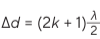 Δd = (2k + 1) λ/2